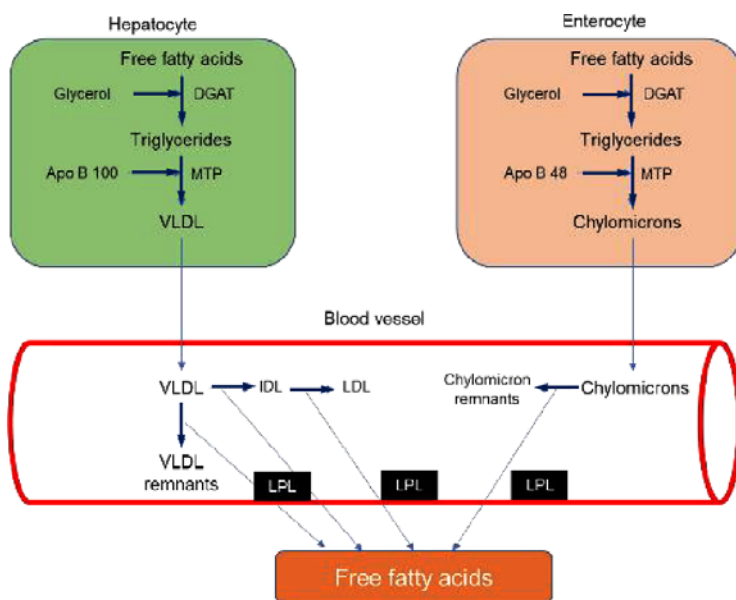 Hepatocyte
Enterocyte
Free fatty acids
Free fatty acids
Glycerol
DGAT
Glycerol
DGAT
Triglycerides
Triglycerides
Apo B 100
MTP
Apo B 48
MTP
VLDL
Chylomicrons
Blood vessel
VLDL
IDL
LDL
Chylomicron
remnants
Chylomicrons
VLDL
remnants
LPL
LPL
LPL
Free fatty acids